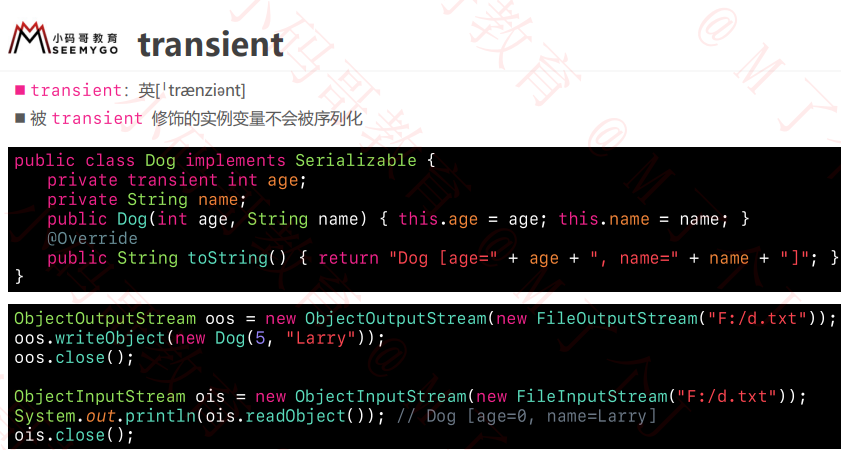 小码哥教育
SEEMYGO
transient
transient：英[ˈtrænziənt]
被 transient 修饰的实例变量不会被序列化
public class Dog implements Serializable {
private transient int age;
private String name;
public Dog(int age, String name) { this.age = age; this.name = name; }
@Override
public String toString() { return "Dog [age=" + age + ", name=" + name + "]"; }
}
ObjectOutputStream oos = new ObjectOutputStream(new FileOutputStream("F:/d.txt"));
oos.writeObject(new Dog(5, "Larry"));
oos.close();
ObjectInputStream ois = new ObjectInputStream(new FileInputStream("F:/d.txt"));
System.out.println(ois.readObject()); // Dog [age=0, name=Larry]
ois.close();